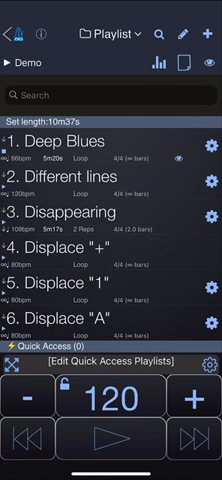 Playlist
Demo
Search
Set length:10m37s
1. Deep Blues
66bpm 5m20s Loop 4/4 (∞ bars)
2. Different lines
120bpm Loop 4/4 (∞ bars)
3. Disappearing
109bpm 5m17s 2 Reps 4/4 (2.0 bars)
4. Displace "+"
80bpm Loop 4/4 (∞ bars)
5. Displace "1"
80bpm Loop 4/4 (∞ bars)
6. Displace "A"
80bpm Loop 4/4 (∞ bars)
⚡Quick Access (0)
[Edit Quick Access Playlists]
- 120 +